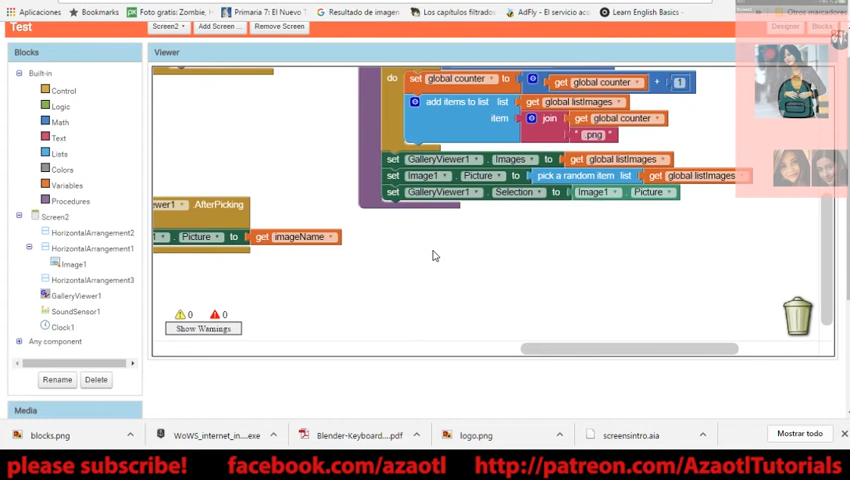 Aplicaciones
Bookmarks
Foto gratis: Zombie, H
Primaria 7: El Nuevo T
Resultado de imagen
Los capítulos filtrados
AdFly - El servicio ac
Learn English Basics |
Otros marcadores
Test
Screen2
Add Screen ...
Remove Screen
Designer
Blocks
Blocks
Viewer
Built-in
Control
Logic
Math
Text
Lists
Colors
Variables
Procedures
Screen2
HorizontalArrangement2
HorizontalArrangement1
Image1
HorizontalArrangement3
GalleryViewer1
SoundSensor1
Clock1
Any component
Rename
Delete
Media
do set global counter to get global counter + 1
add items to list list get global listImages
item join get global counter
" .png "
set GalleryViewer1 . Images to get global listImages
set Image1 . Picture to pick a random item list get global listImages
set GalleryViewer1 . Selection to Image1 . Picture
ewer1 .AfterPicking
1 . Picture to get imageName
0 0
Show Warnings
blocks.png
WoWS_internet_in....exe
Blender-Keyboard....pdf
logo.png
screensintro.aia
Mostrar todo
please subscribe! facebook.com/azaotl http://patreon.com/AzaotlTutorials